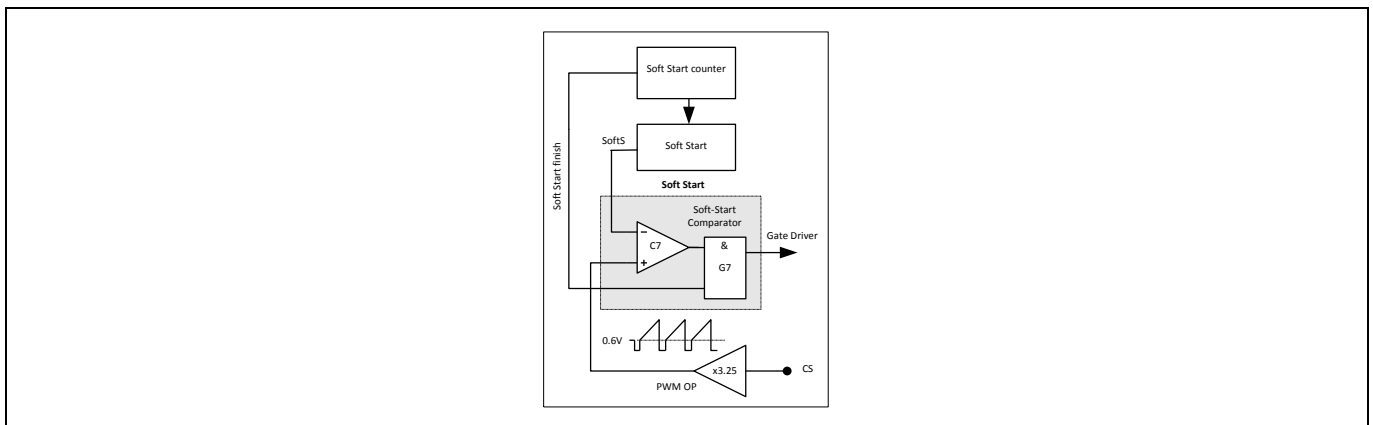 Soft Start counter
SoftS
Soft Start
Soft Start finish
Soft Start
Soft-Start
Comparator
Gate Driver
−
C7
+
&
G7
0.6V
x3.25
CS
PWM OP